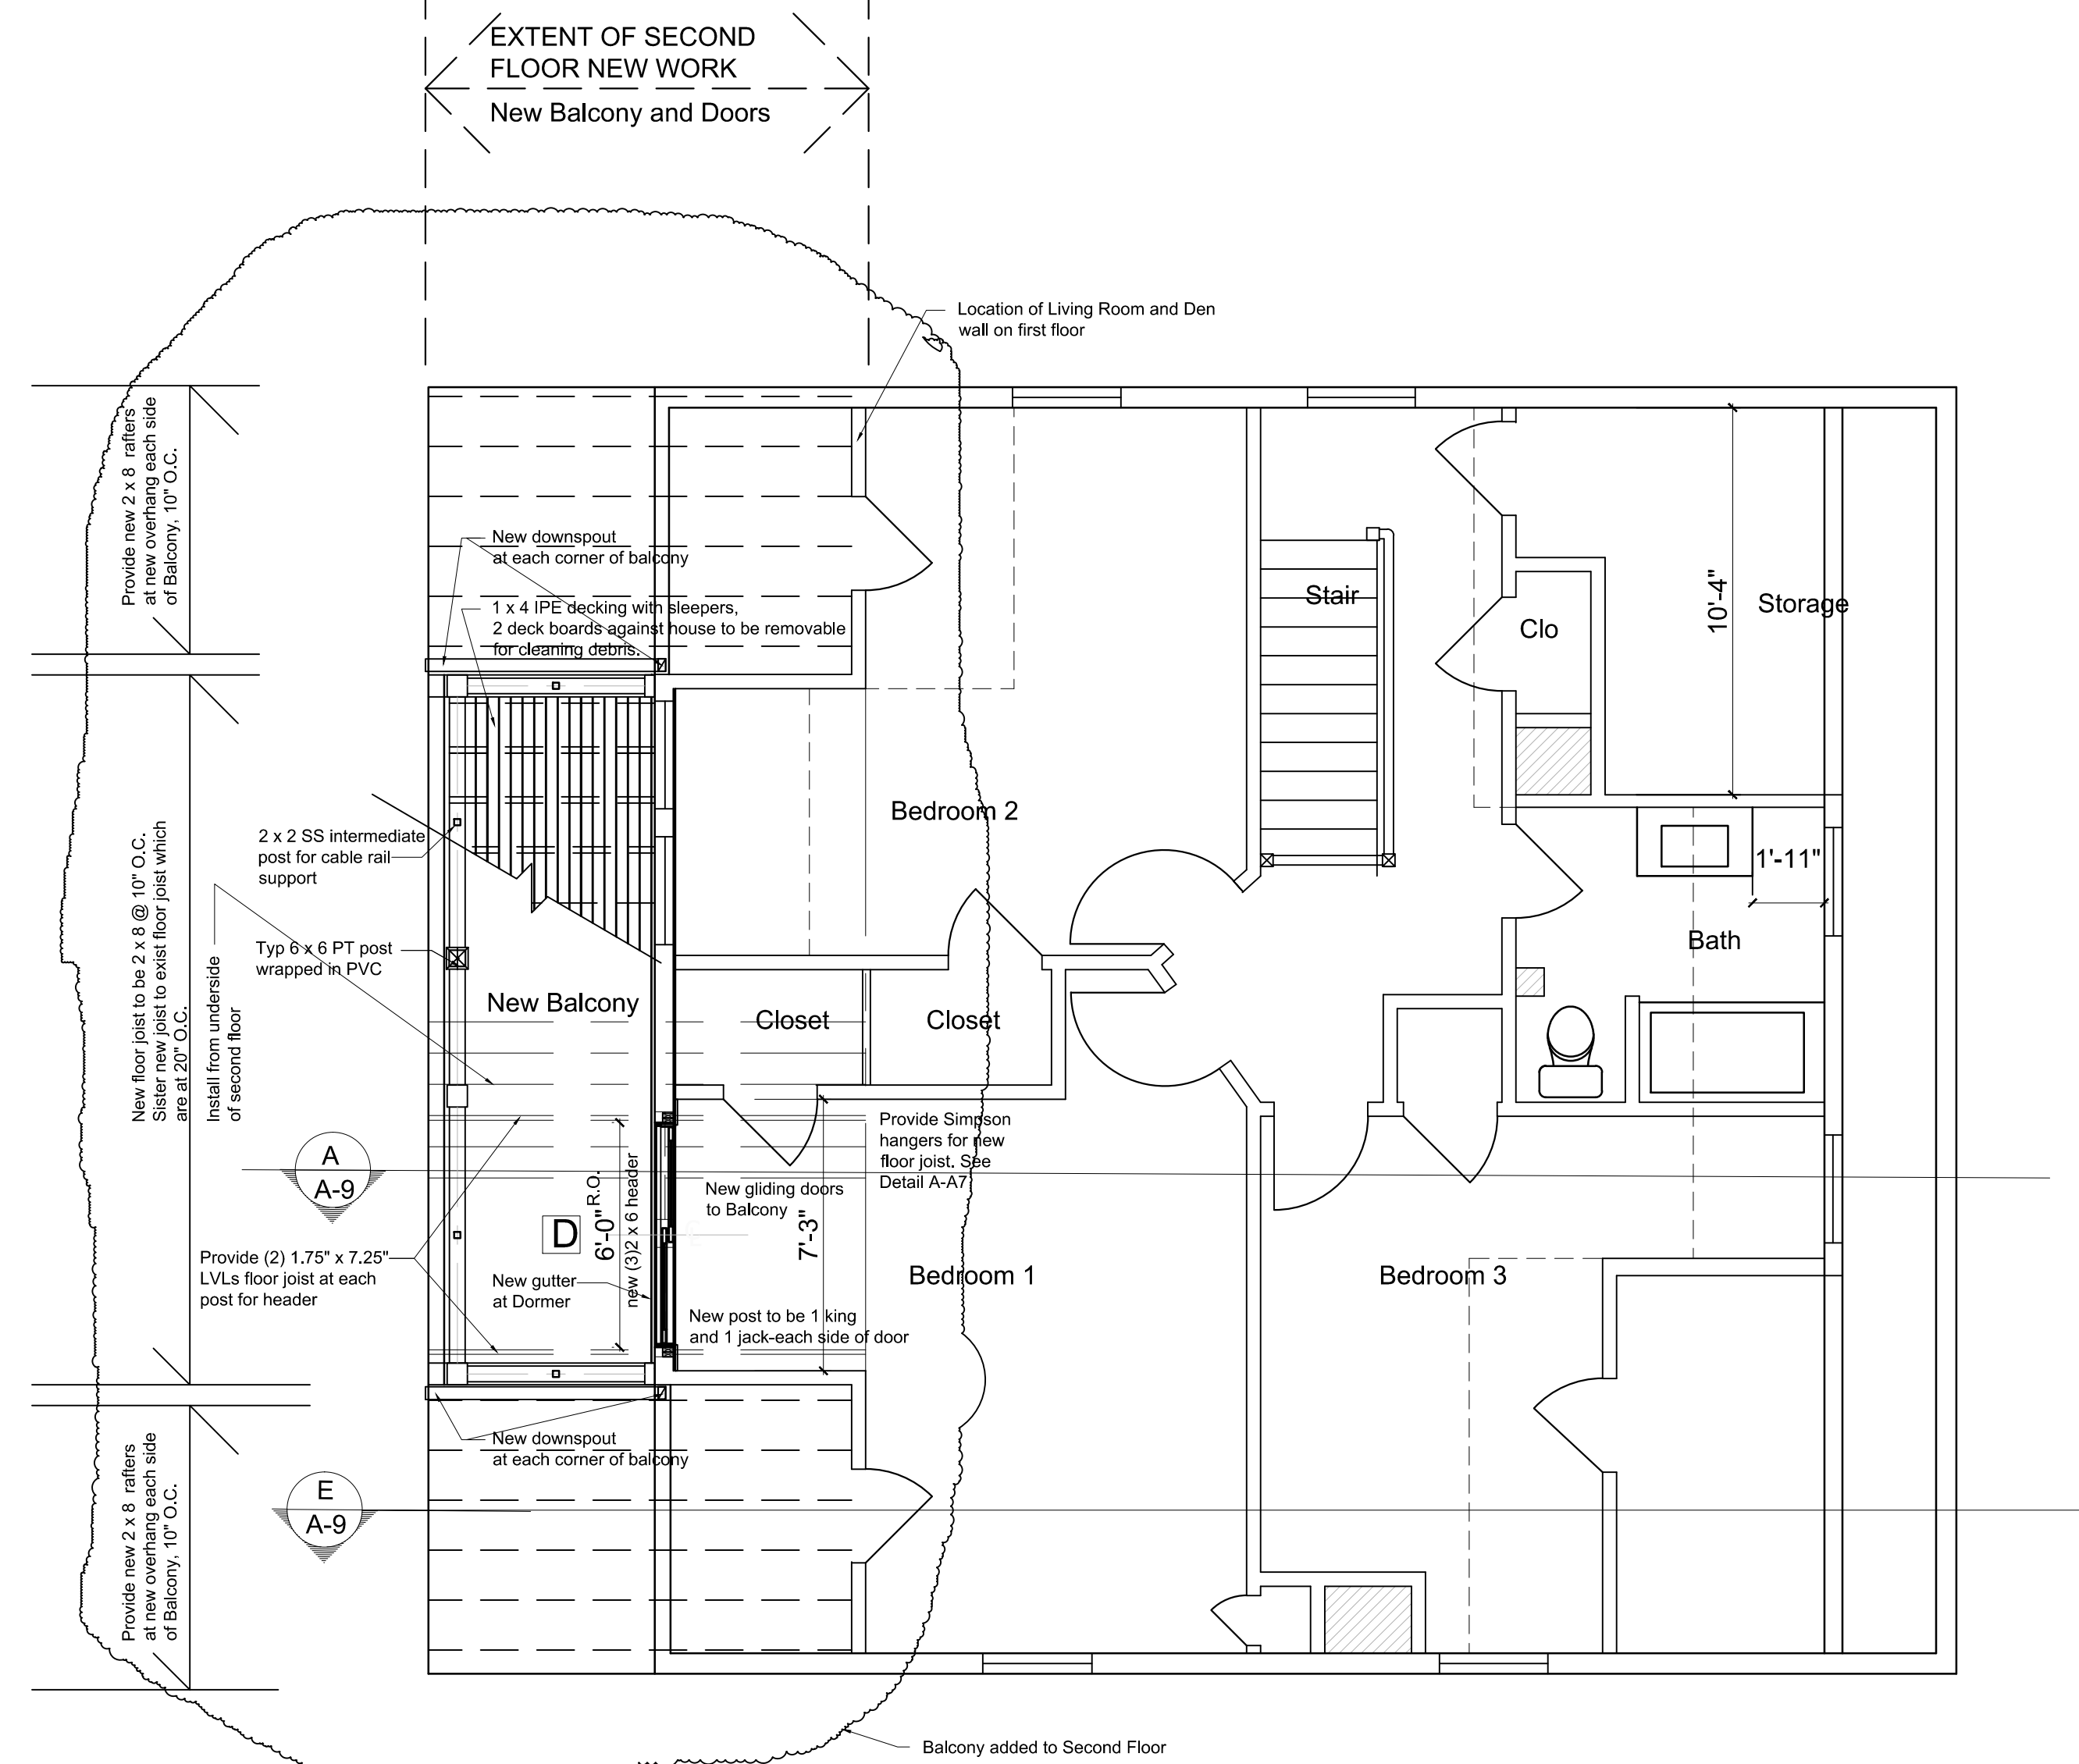 EXTENT OF SECOND
FLOOR NEW WORK
New Balcony and Doors
Location of Living Room and Den
wall on first floor
Provide new 2 x 8 rafters
at new overhang each side
of Balcony, 10" O.C.
New downspout
at each corner of balcony
1 x 4 IPE decking with sleepers,
2 deck boards against house to be removable
for cleaning debris.
Stair
Clo
10'-4"
Storage
Bedroom 2
2 x 2 SS intermediate
post for cable rail
support
1'-11"
Bath
New floor joist to be 2 x 8 @ 10" O.C.
Sister new joist to exist floor joist which
are at 20" O.C.
Install from underside
of second floor
Typ 6 x 6 PT post
wrapped in PVC
New Balcony
Closet
Closet
Provide Simpson
hangers for new
floor joist. See
Detail A-A7
A
A-9
New gliding doors
to Balcony
D
6'-0" R.O.
new (3)2 x 6 header
7'-3"
Provide (2) 1.75" x 7.25"
LVLs floor joist at each
post for header
New gutter
at Dormer
Bedroom 1
Bedroom 3
New post to be 1 king
and 1 jack-each side of door
New downspout
at each corner of balcony
Provide new 2 x 8 rafters
at new overhang each side
of Balcony, 10" O.C.
E
A-9
Balcony added to Second Floor